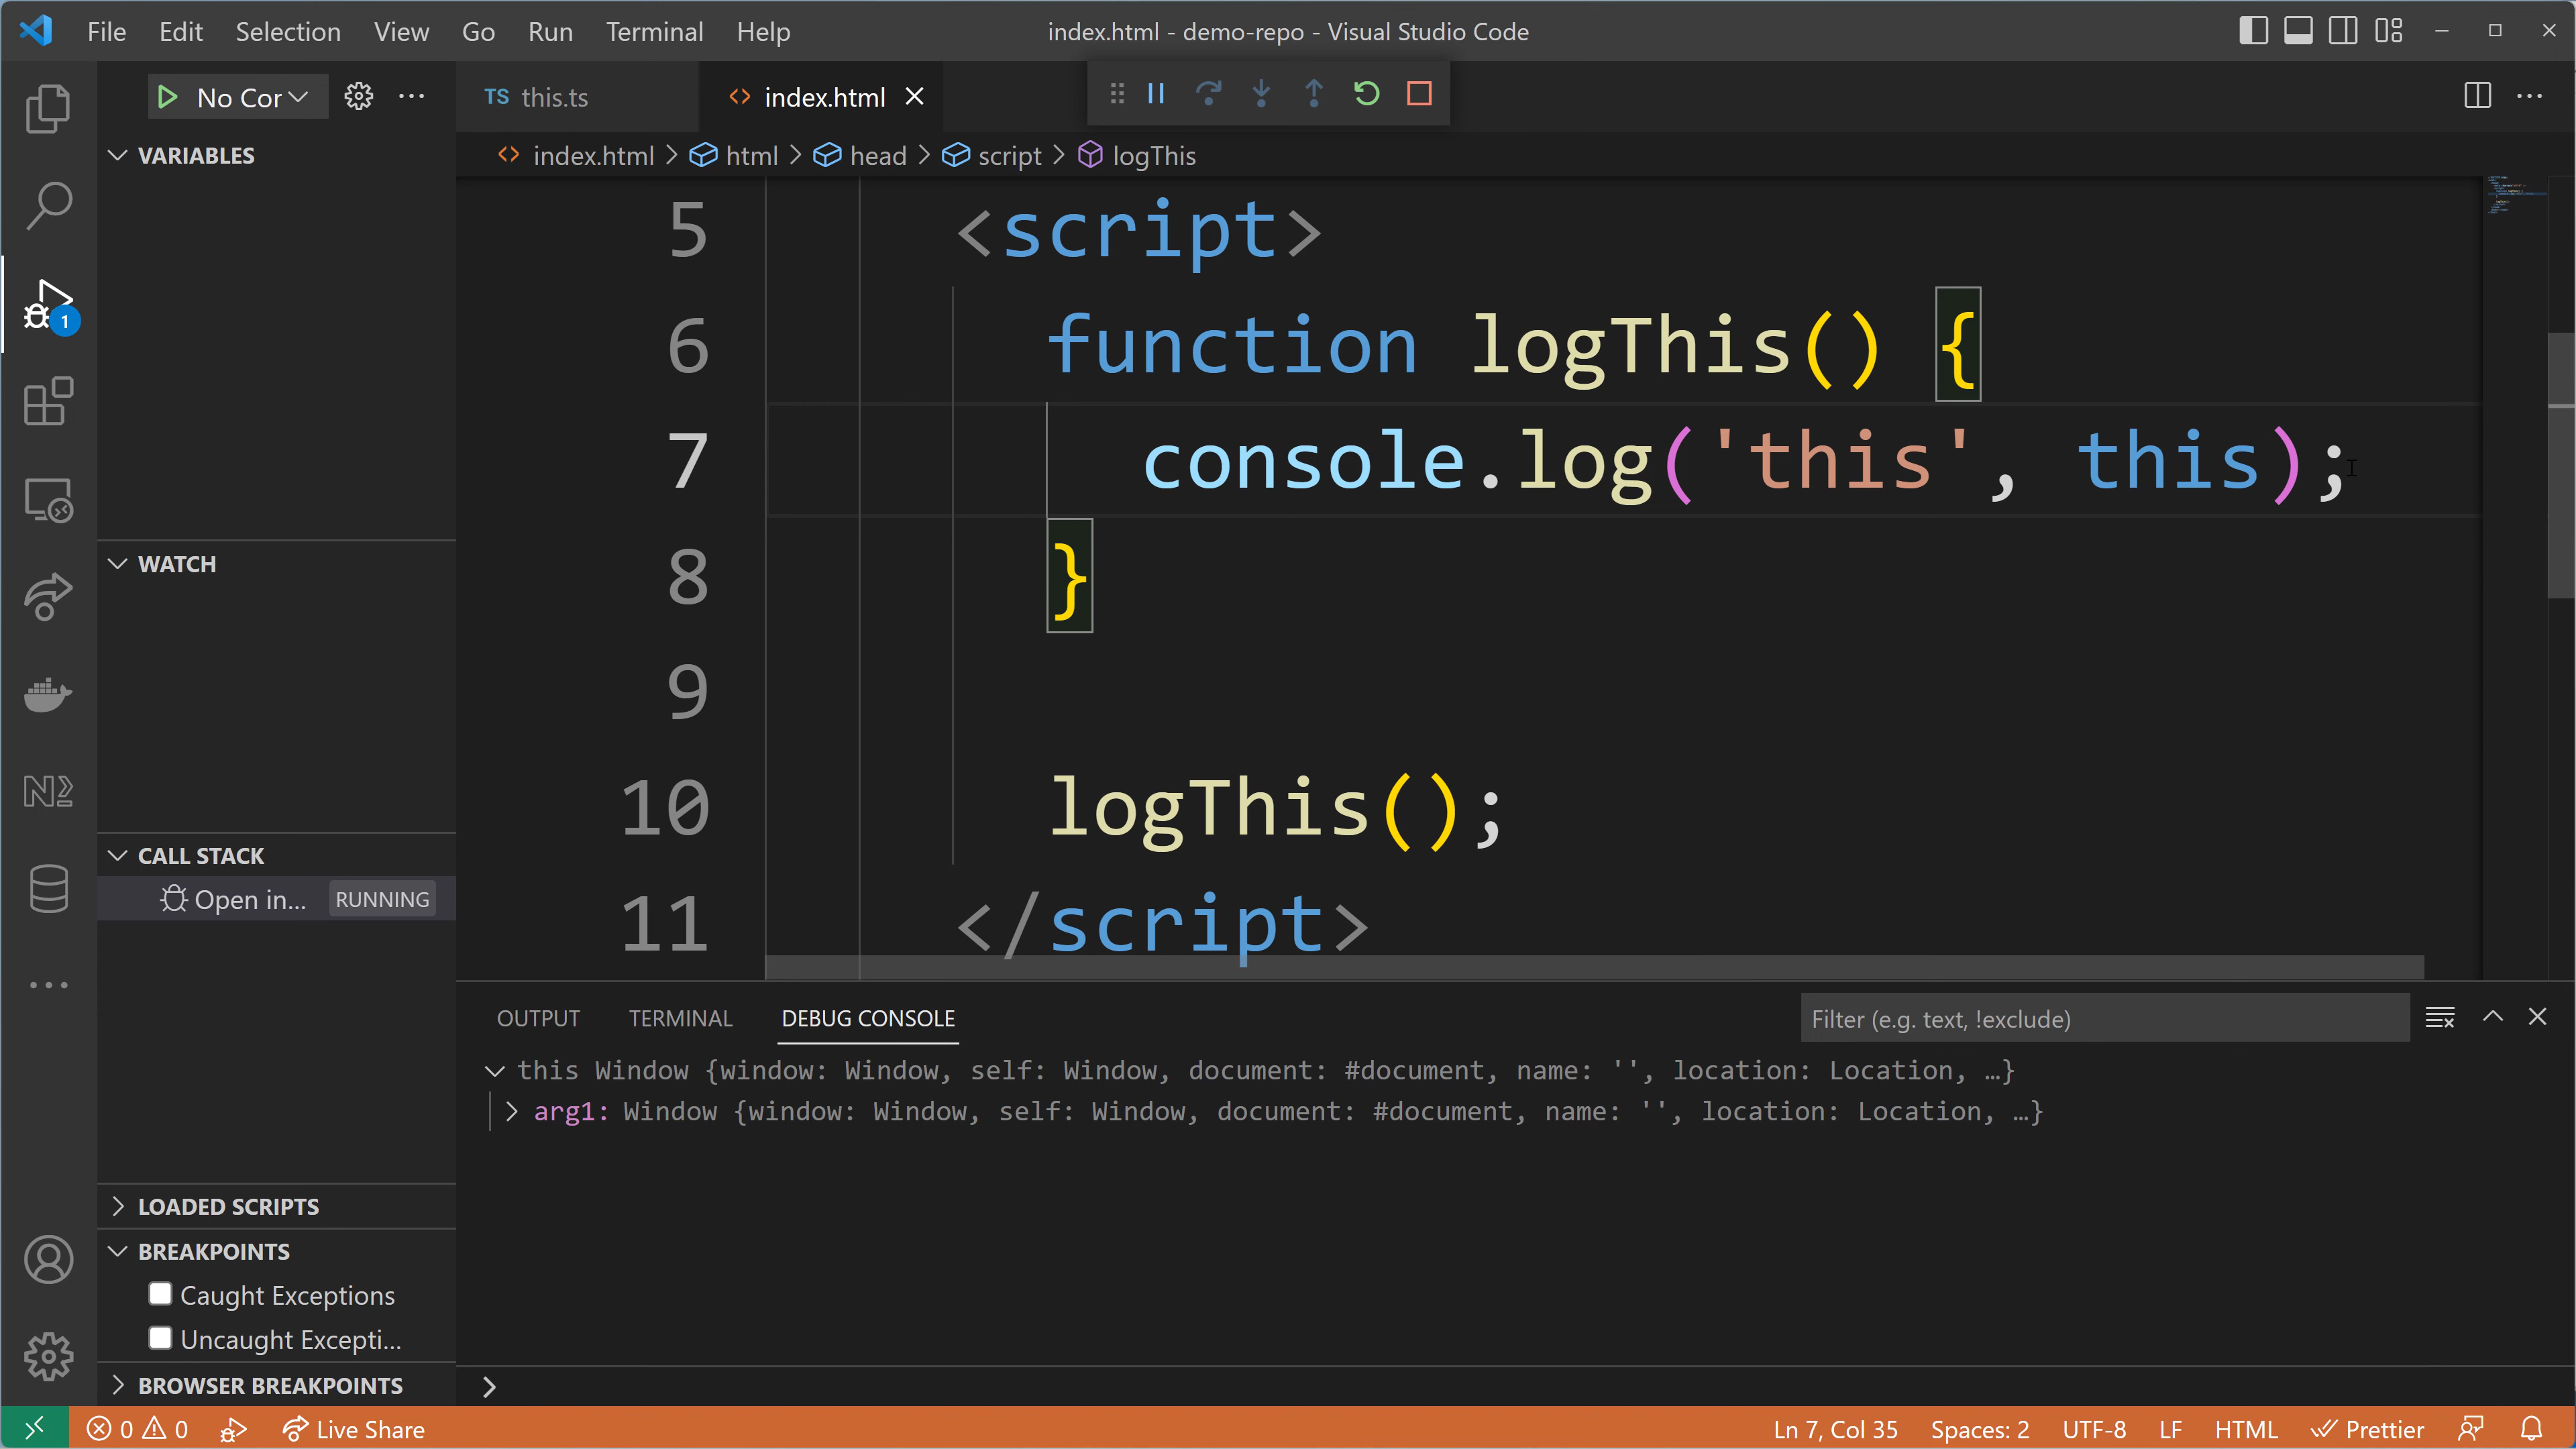 File Edit Selection View Go Run Terminal Help
index.html - demo-repo - Visual Studio Code
No Cor
TS this.ts
index.html
index.html > html > head > script > logThis
VARIABLES
1
WATCH
CALL STACK
Open in... RUNNING
LOADED SCRIPTS
BREAKPOINTS
Caught Exceptions
Uncaught Excepti...
BROWSER BREAKPOINTS
5 <script>
6 function logThis() {
7 console.log('this', this);
8 }
9
10 logThis();
11 </script>
OUTPUT TERMINAL DEBUG CONSOLE
Filter (e.g. text, !exclude)
this Window {window: Window, self: Window, document: #document, name: '', location: Location, …}
arg1: Window {window: Window, self: Window, document: #document, name: '', location: Location, …}
0 0 Live Share
Ln 7, Col 35 Spaces: 2 UTF-8 LF HTML Prettier